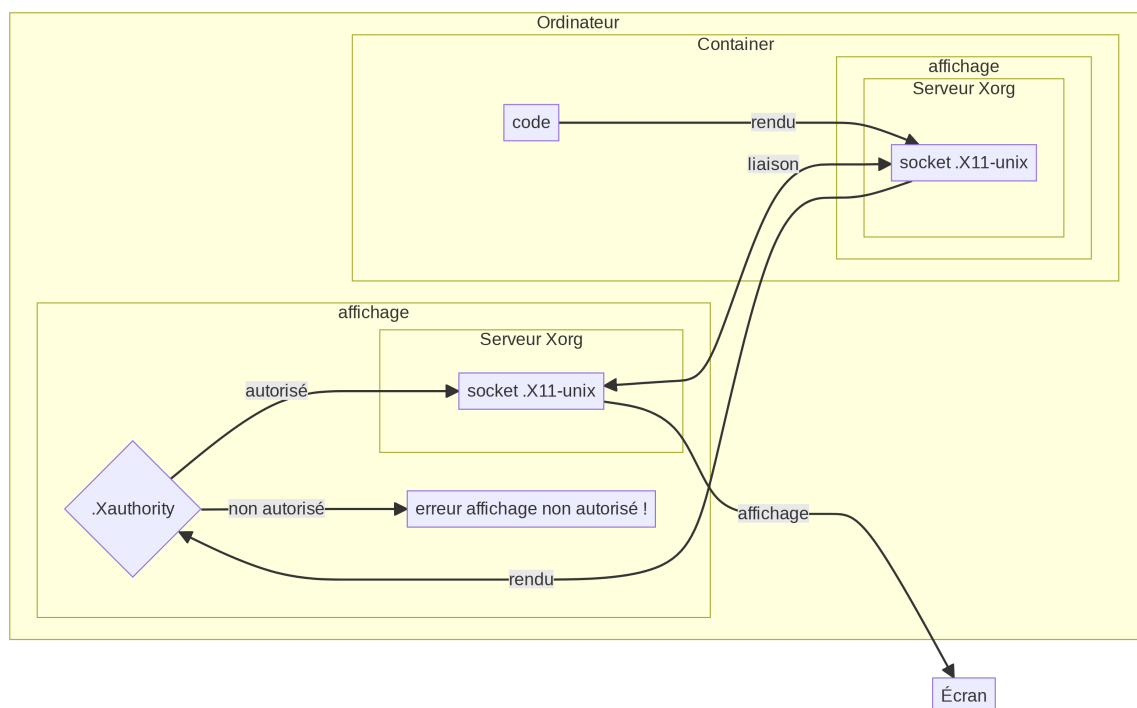 Ordinateur
Container
affichage
Serveur Xorg
code
rendu
socket .X11-unix
liaison
affichage
Serveur Xorg
autorisé
socket .X11-unix
.Xauthority
non autorisé
erreur affichage non autorisé !
affichage
rendu
Écran